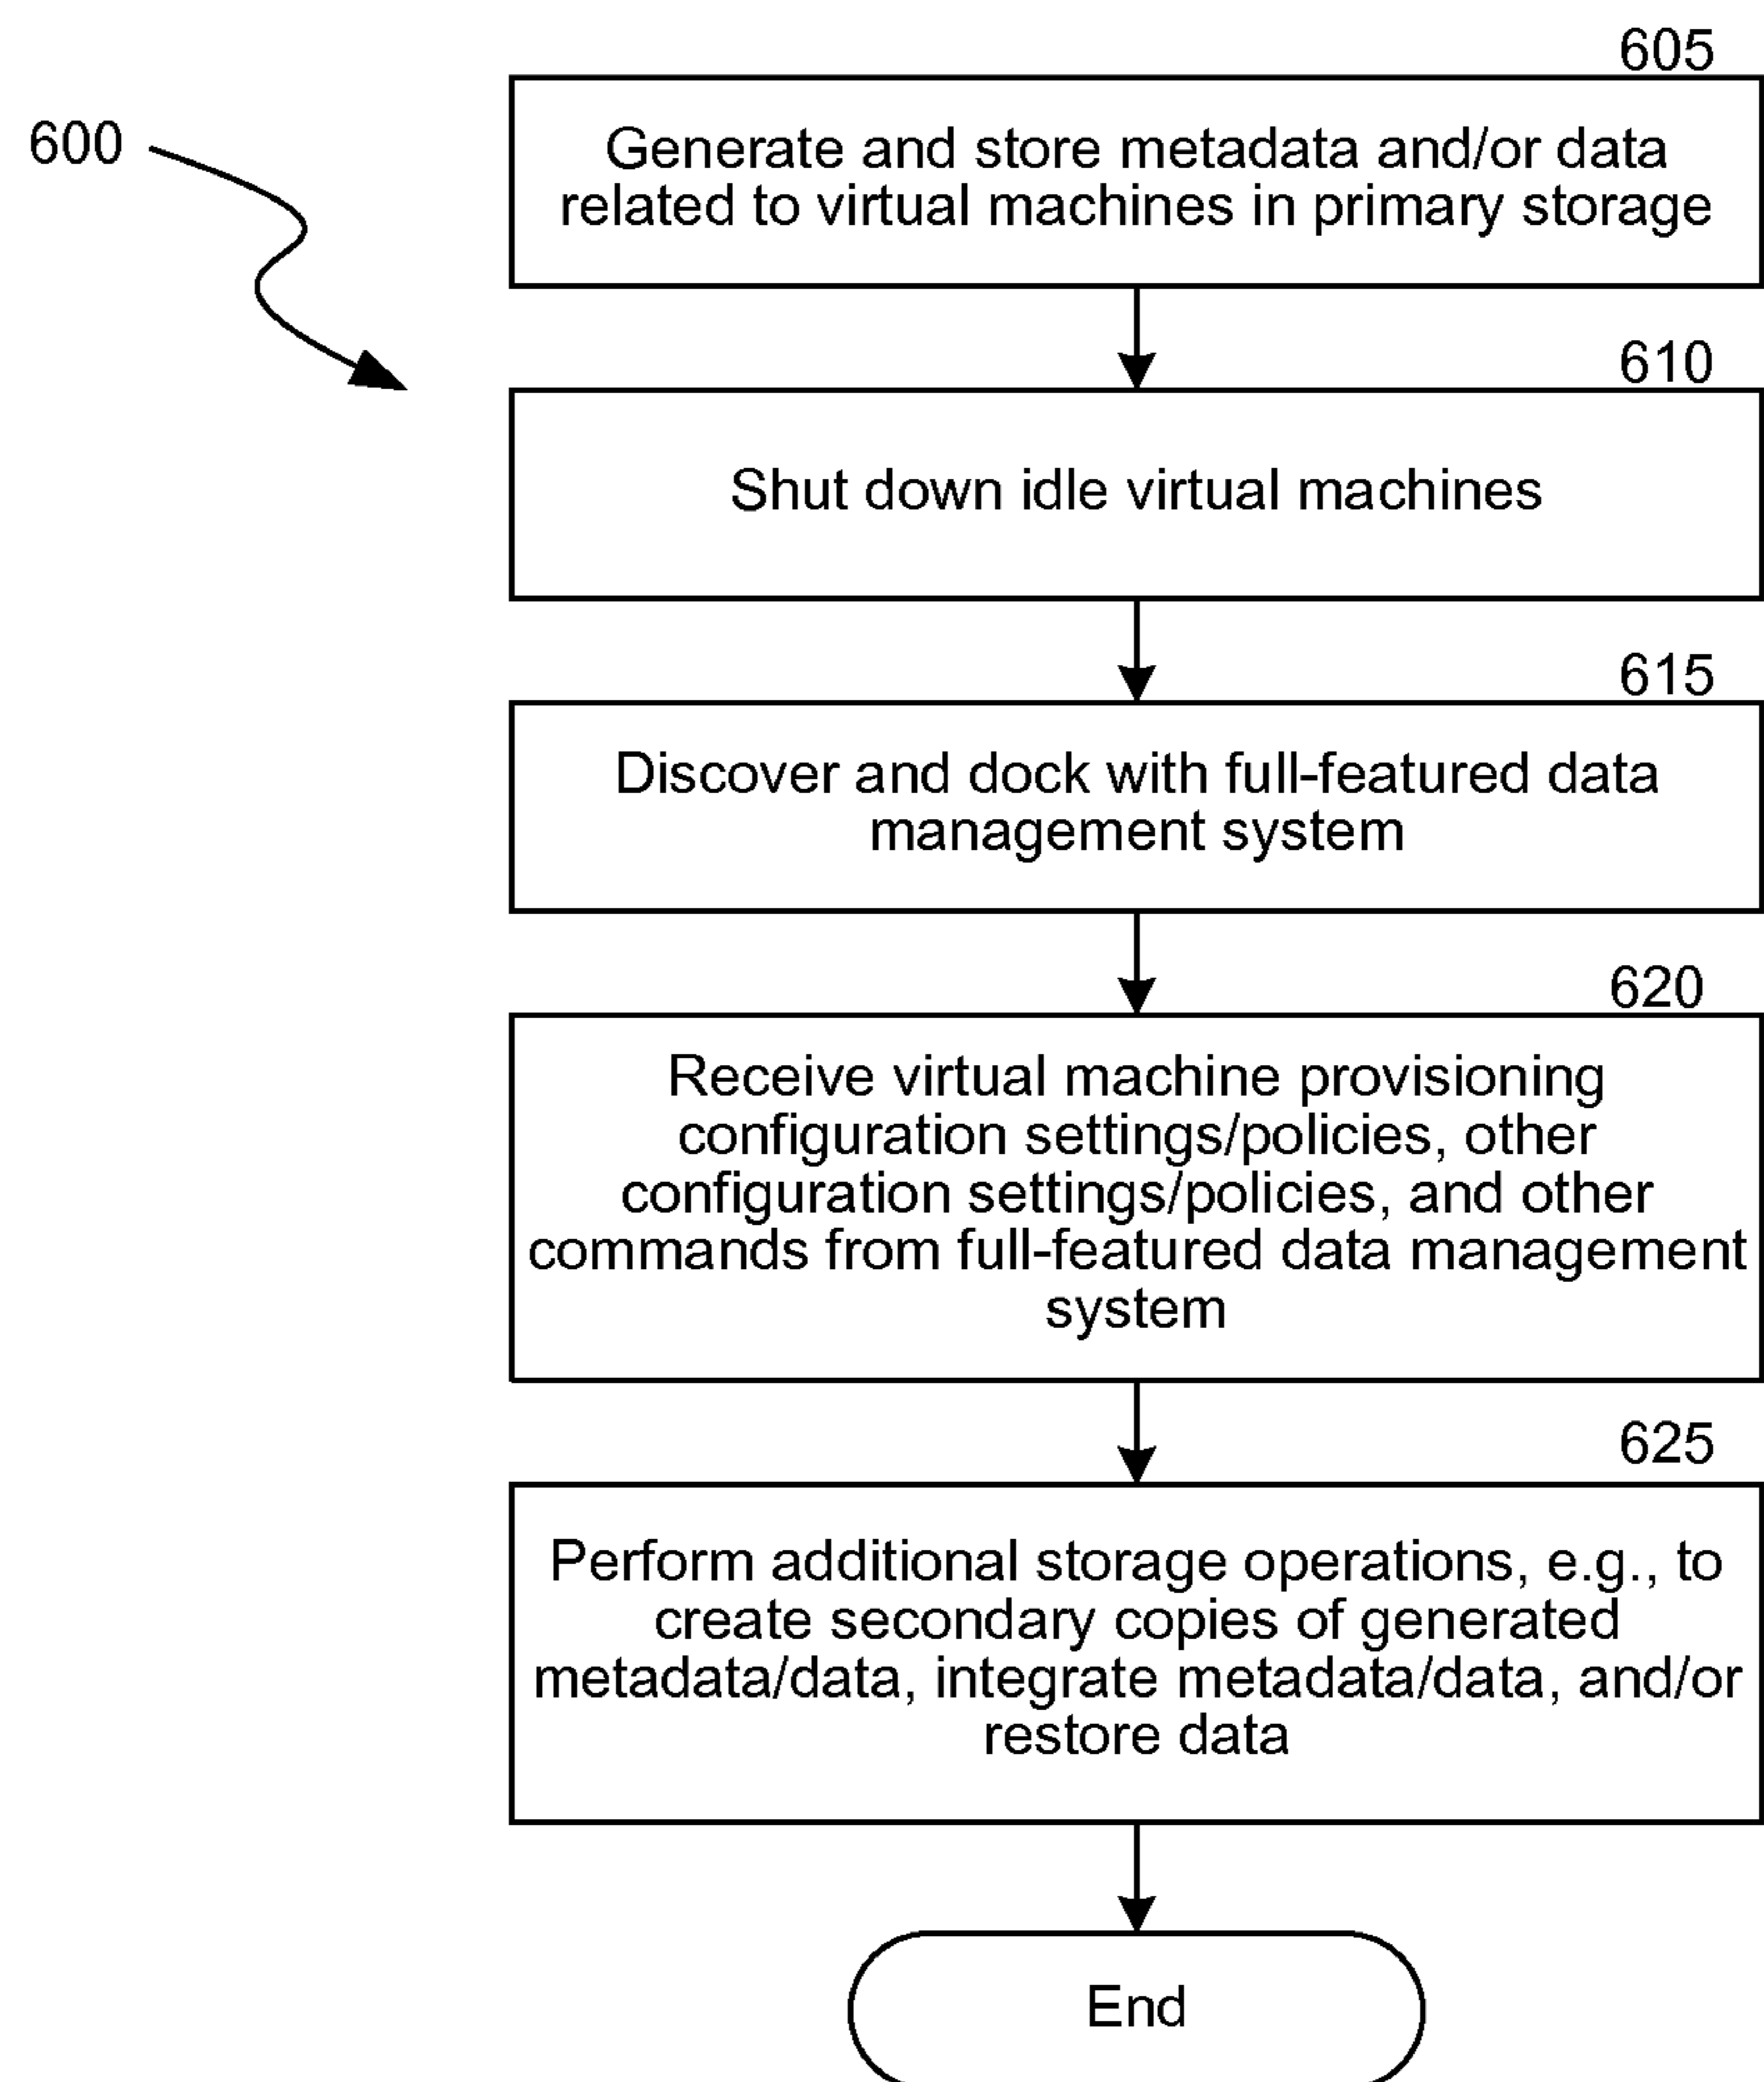 605
600
Generate and store metadata and/or data
related to virtual machines in primary storage
610
Shut down idle virtual machines
615
Discover and dock with full-featured data
management system
620
Receive virtual machine provisioning
configuration settings/policies, other
configuration settings/policies, and other
commands from full-featured data management
system
625
Perform additional storage operations, e.g., to
create secondary copies of generated
metadata/data, integrate metadata/data, and/or
restore data
End